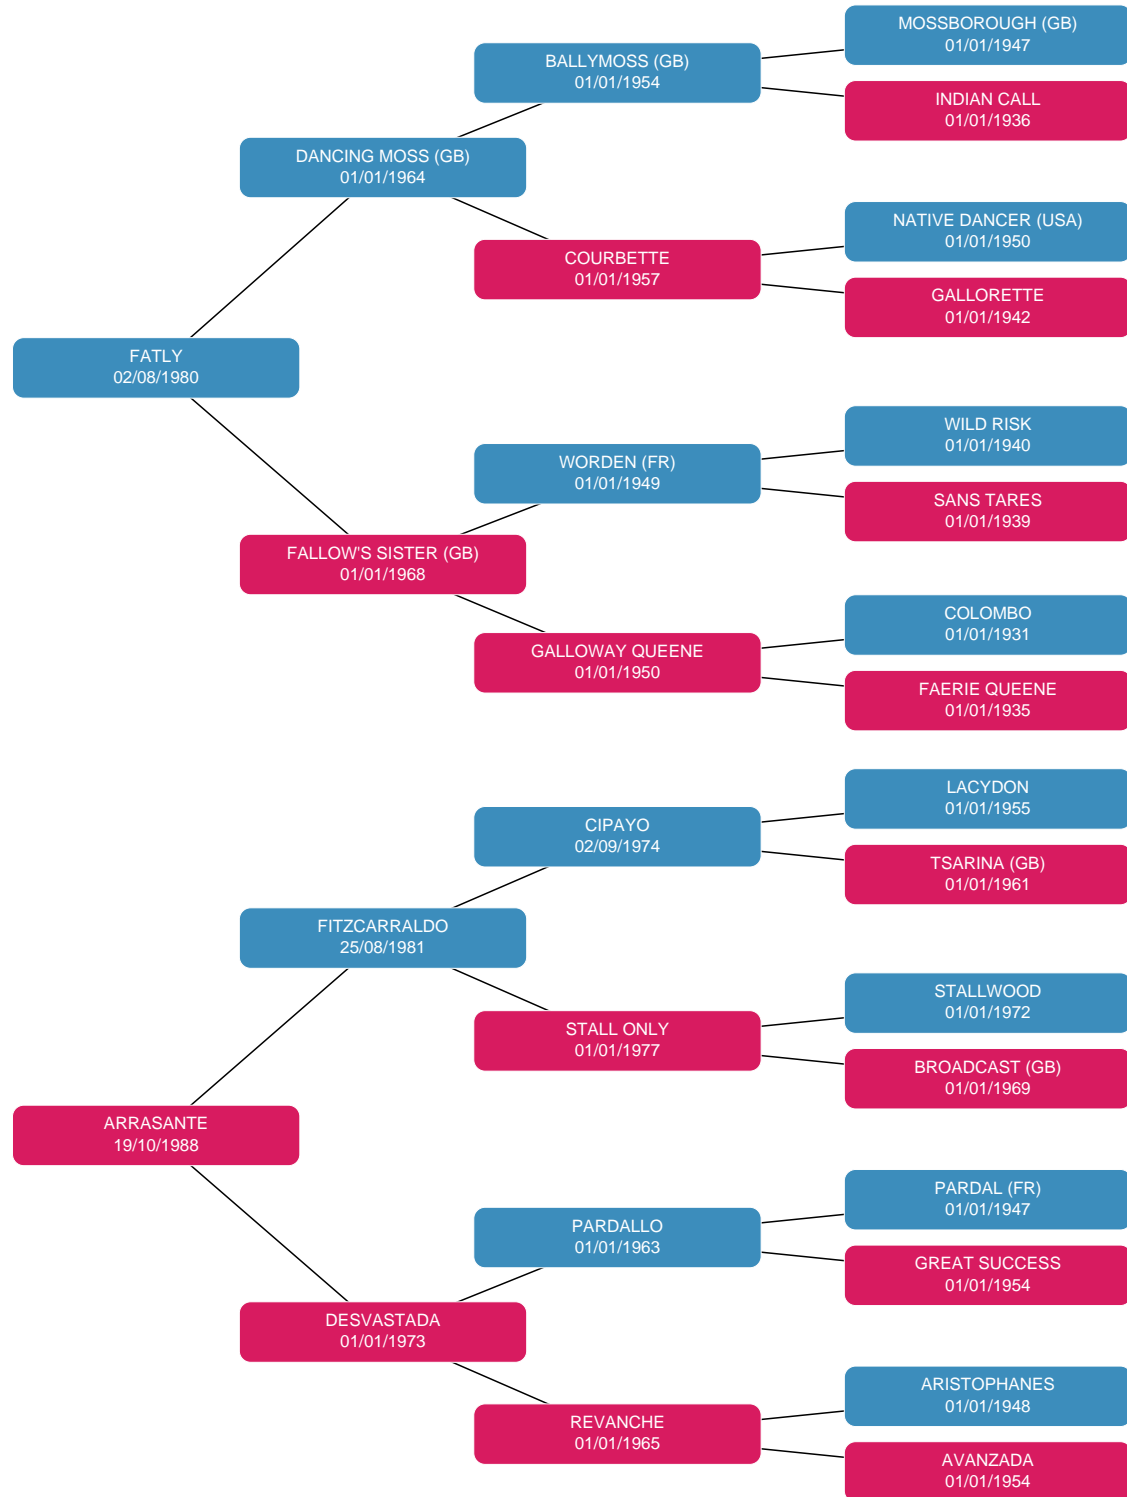 MOSSBOROUGH (GB)
01/01/1947
BALLYMOSS (GB)
01/01/1954
INDIAN CALL
01/01/1936
DANCING MOSS (GB)
01/01/1964
NATIVE DANCER (USA)
01/01/1950
COURBETTE
01/01/1957
GALLORETTE
01/01/1942
FATLY
02/08/1980
WILD RISK
01/01/1940
WORDEN (FR)
01/01/1949
SANS TARES
01/01/1939
FALLOW'S SISTER (GB)
01/01/1968
COLOMBO
01/01/1931
GALLOWAY QUEENE
01/01/1950
FAERIE QUEENE
01/01/1935
LACYDON
01/01/1955
CIPAYO
02/09/1974
TSARINA (GB)
01/01/1961
FITZCARRALDO
25/08/1981
STALLWOOD
01/01/1972
STALL ONLY
01/01/1977
BROADCAST (GB)
01/01/1969
ARRASANTE
19/10/1988
PARDAL (FR)
01/01/1947
PARDALLO
01/01/1963
GREAT SUCCESS
01/01/1954
DESVASTADA
01/01/1973
ARISTOPHANES
01/01/1948
REVANCHE
01/01/1965
AVANZADA
01/01/1954